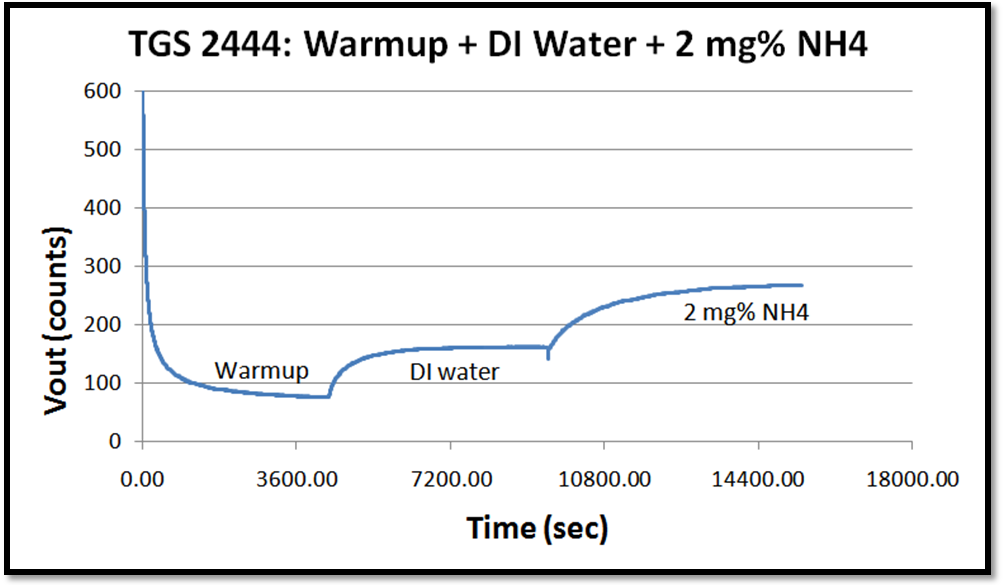 TGS 2444: Warmup + DI Water + 2 mg% NH4
600
500
400
300
200
100
0
Vout (counts)
Warmup
DI water
2 mg% NH4
0.00 3600.00 7200.00 10800.00 14400.00 18000.00
Time (sec)